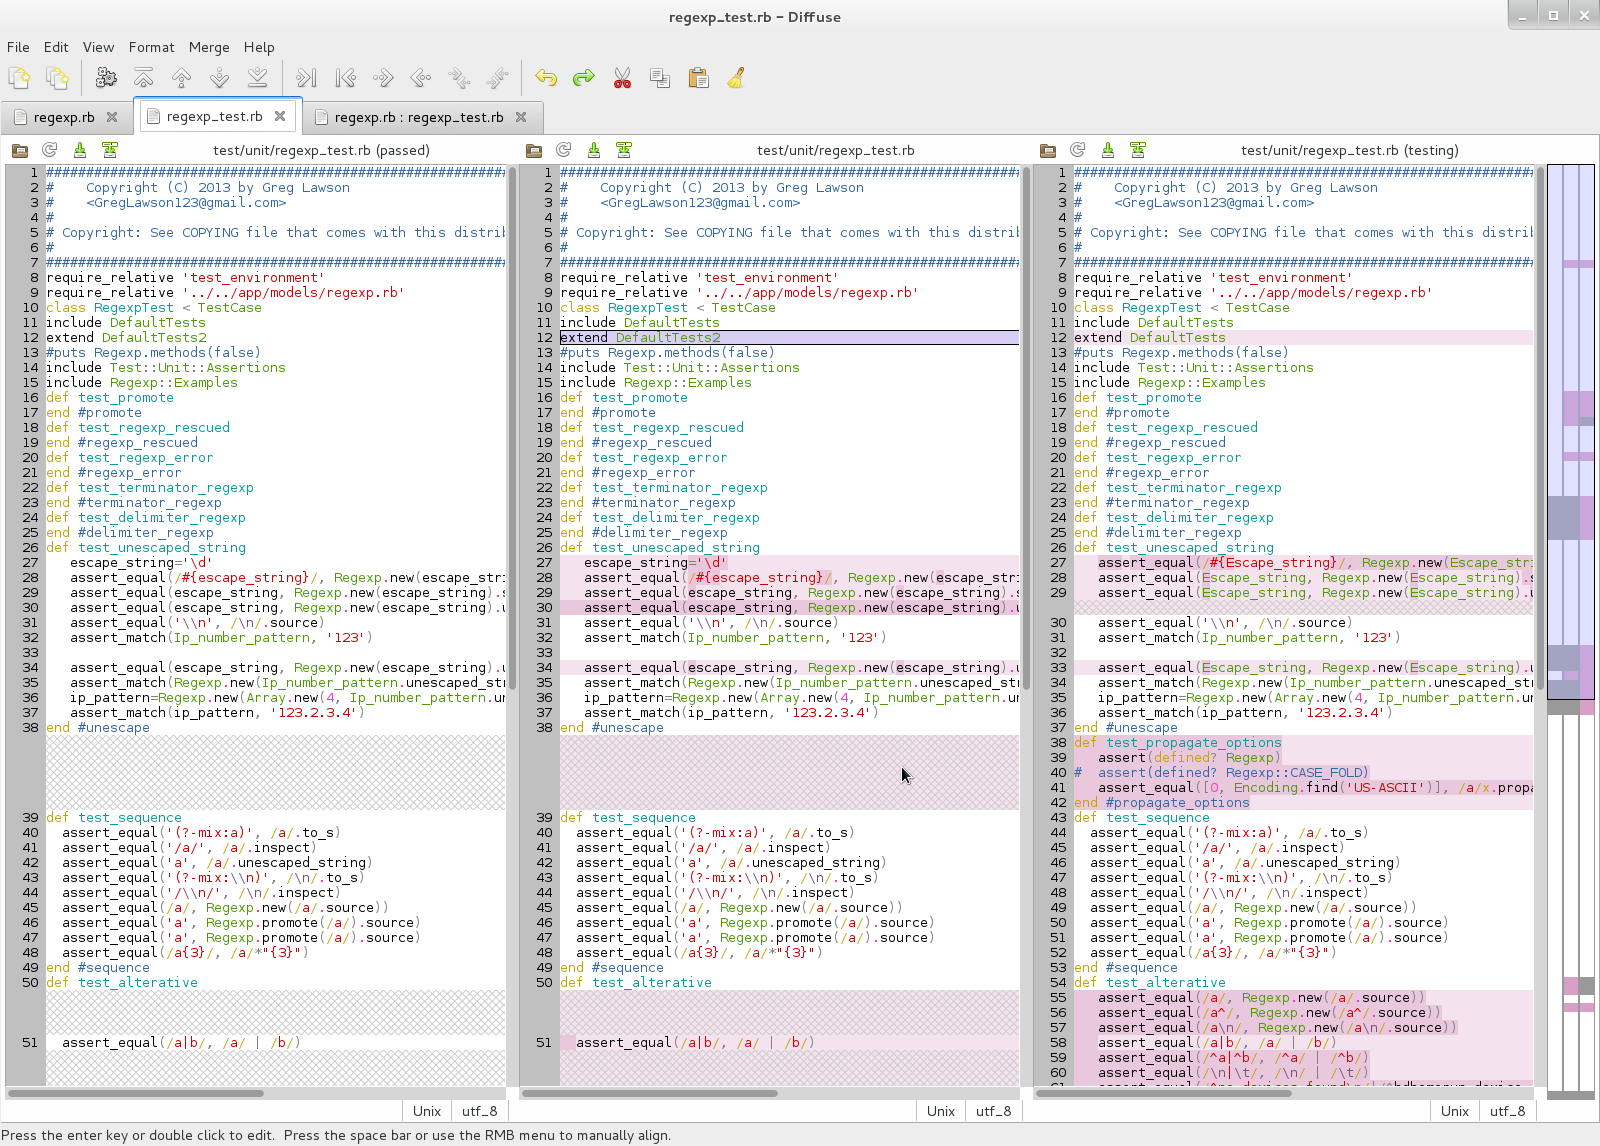 regexp_test.rb – Diffuse
File Edit View Format Merge Help
regexp.rb
regexp_test.rb
regexp.rb : regexp_test.rb
test/unit/regexp_test.rb (passed)
1 ##########################################################
2 #    Copyright (C) 2013 by Greg Lawson
3 #    <GregLawson123@gmail.com>
4 #
5 # Copyright: See COPYING file that comes with this distrib
6 #
7 ##########################################################
8 require_relative 'test_environment'
9 require_relative '../../app/models/regexp.rb'
10 class RegexpTest < TestCase
11 include DefaultTests
12 extend DefaultTests2
13 #puts Regexp.methods(false)
14 include Test::Unit::Assertions
15 include Regexp::Examples
16 def test_promote
17 end #promote
18 def test_regexp_rescued
19 end #regexp_rescued
20 def test_regexp_error
21 end #regexp_error
22 def test_terminator_regexp
23 end #terminator_regexp
24 def test_delimiter_regexp
25 end #delimiter_regexp
26 def test_unescaped_string
27    escape_string='\d'
28    assert_equal(/#{escape_string}/, Regexp.new(escape_stri
29    assert_equal(escape_string, Regexp.new(escape_string).s
30    assert_equal(escape_string, Regexp.new(escape_string).u
31    assert_equal('\\n', /\n/.source)
32    assert_match(Ip_number_pattern, '123')
33
34    assert_equal(escape_string, Regexp.new(escape_string).u
35    assert_match(Regexp.new(Ip_number_pattern.unescaped_str
36    ip_pattern=Regexp.new(Array.new(4, Ip_number_pattern.un
37    assert_match(ip_pattern, '123.2.3.4')
38 end #unescape
39 def test_sequence
40   assert_equal('(?-mix:a)', /a/.to_s)
41   assert_equal('/a/', /a/.inspect)
42   assert_equal('a', /a/.unescaped_string)
43   assert_equal('(?-mix:\\n)', /\n/.to_s)
44   assert_equal('/\\n/', /\n/.inspect)
45   assert_equal(/a/, Regexp.new(/a/.source))
46   assert_equal('a', Regexp.promote(/a/).source)
47   assert_equal('a', Regexp.promote(/a/).source)
48   assert_equal(/a{3}/, /a/*"{3}")
49 end #sequence
50 def test_alterative
51   assert_equal(/a|b/, /a/ | /b/)
Unix utf_8
test/unit/regexp_test.rb
1 ##########################################################
2 #    Copyright (C) 2013 by Greg Lawson
3 #    <GregLawson123@gmail.com>
4 #
5 # Copyright: See COPYING file that comes with this distrib
6 #
7 ##########################################################
8 require_relative 'test_environment'
9 require_relative '../../app/models/regexp.rb'
10 class RegexpTest < TestCase
11 include DefaultTests
12 extend DefaultTests2
13 #puts Regexp.methods(false)
14 include Test::Unit::Assertions
15 include Regexp::Examples
16 def test_promote
17 end #promote
18 def test_regexp_rescued
19 end #regexp_rescued
20 def test_regexp_error
21 end #regexp_error
22 def test_terminator_regexp
23 end #terminator_regexp
24 def test_delimiter_regexp
25 end #delimiter_regexp
26 def test_unescaped_string
27    escape_string='\d'
28    assert_equal(/#{escape_string}/, Regexp.new(escape_stri
29    assert_equal(escape_string, Regexp.new(escape_string).s
30    assert_equal(escape_string, Regexp.new(escape_string).u
31    assert_equal('\\n', /\n/.source)
32    assert_match(Ip_number_pattern, '123')
33
34    assert_equal(escape_string, Regexp.new(escape_string).u
35    assert_match(Regexp.new(Ip_number_pattern.unescaped_str
36    ip_pattern=Regexp.new(Array.new(4, Ip_number_pattern.un
37    assert_match(ip_pattern, '123.2.3.4')
38 end #unescape
39 def test_sequence
40   assert_equal('(?-mix:a)', /a/.to_s)
41   assert_equal('/a/', /a/.inspect)
42   assert_equal('a', /a/.unescaped_string)
43   assert_equal('(?-mix:\\n)', /\n/.to_s)
44   assert_equal('/\\n/', /\n/.inspect)
45   assert_equal(/a/, Regexp.new(/a/.source))
46   assert_equal('a', Regexp.promote(/a/).source)
47   assert_equal('a', Regexp.promote(/a/).source)
48   assert_equal(/a{3}/, /a/*"{3}")
49 end #sequence
50 def test_alterative
51   assert_equal(/a|b/, /a/ | /b/)
Unix utf_8
test/unit/regexp_test.rb (testing)
1 ##########################################################
2 #    Copyright (C) 2013 by Greg Lawson
3 #    <GregLawson123@gmail.com>
4 #
5 # Copyright: See COPYING file that comes with this distrib
6 #
7 ##########################################################
8 require_relative 'test_environment'
9 require_relative '../../app/models/regexp.rb'
10 class RegexpTest < TestCase
11 include DefaultTests
12 extend DefaultTests
13 #puts Regexp.methods(false)
14 include Test::Unit::Assertions
15 include Regexp::Examples
16 def test_promote
17 end #promote
18 def test_regexp_rescued
19 end #regexp_rescued
20 def test_regexp_error
21 end #regexp_error
22 def test_terminator_regexp
23 end #terminator_regexp
24 def test_delimiter_regexp
25 end #delimiter_regexp
26 def test_unescaped_string
27    assert_equal(/#{Escape_string}/, Regexp.new(Escape_stri
28    assert_equal(Escape_string, Regexp.new(Escape_string).s
29    assert_equal(Escape_string, Regexp.new(Escape_string).u
30    assert_equal('\\n', /\n/.source)
31    assert_match(Ip_number_pattern, '123')
32
33    assert_equal(Escape_string, Regexp.new(Escape_string).u
34    assert_match(Regexp.new(Ip_number_pattern.unescaped_str
35    ip_pattern=Regexp.new(Array.new(4, Ip_number_pattern.un
36    assert_match(ip_pattern, '123.2.3.4')
37 end #unescape
38 def test_propagate_options
39    assert(defined? Regexp)
40 #  assert(defined? Regexp::CASE_FOLD)
41    assert_equal([0, Encoding.find('US-ASCII')], /a/x.propa
42 end #propagate_options
43 def test_sequence
44   assert_equal('(?-mix:a)', /a/.to_s)
45   assert_equal('/a/', /a/.inspect)
46   assert_equal('a', /a/.unescaped_string)
47   assert_equal('(?-mix:\\n)', /\n/.to_s)
48   assert_equal('/\\n/', /\n/.inspect)
49   assert_equal(/a/, Regexp.new(/a/.source))
50   assert_equal('a', Regexp.promote(/a/).source)
51   assert_equal('a', Regexp.promote(/a/).source)
52   assert_equal(/a{3}/, /a/*"{3}")
53 end #sequence
54 def test_alterative
55    assert_equal(/a/, Regexp.new(/a/.source))
56    assert_equal(/a^/, Regexp.new(/a^/.source))
57    assert_equal(/a\n/, Regexp.new(/a\n/.source))
58    assert_equal(/a|b/, /a/ | /b/)
59    assert_equal(/^a|^b/, /^a/ | /^b/)
60    assert_equal(/\n|\t/, /\n/ | /\t/)
Unix utf_8
Press the enter key or double click to edit.  Press the space bar or use the RMB menu to manually align.